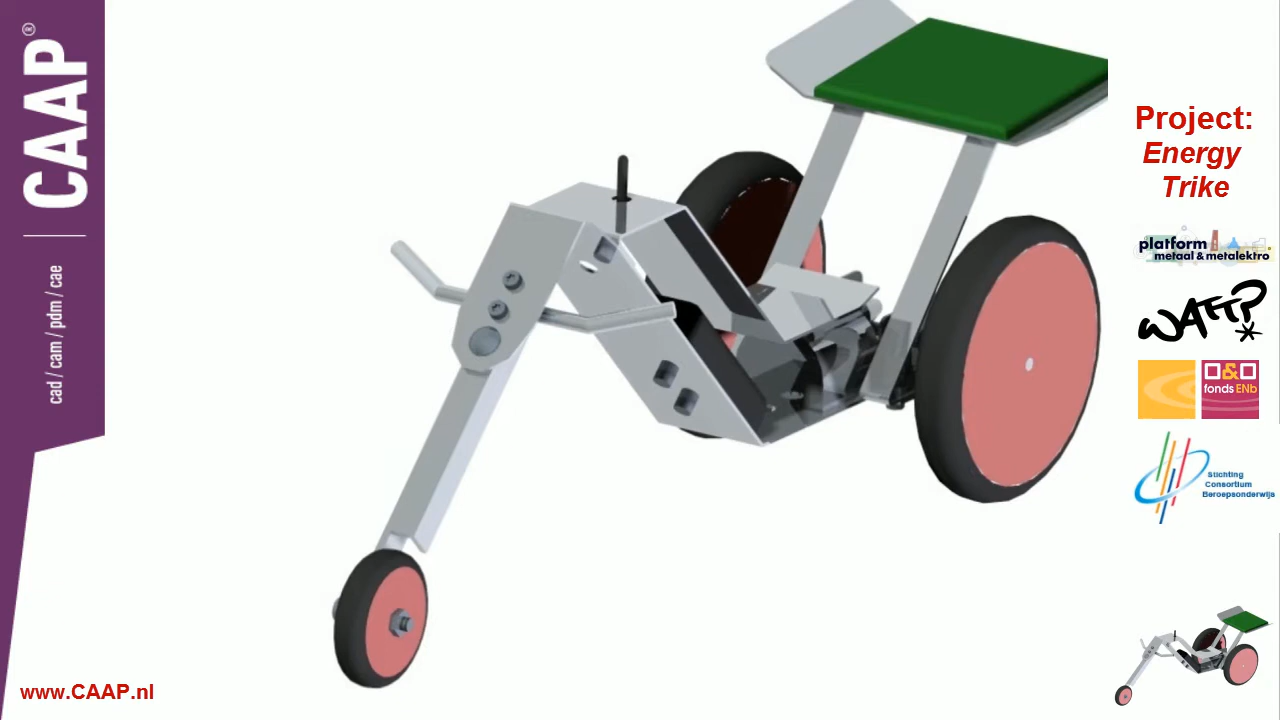 CAAP
cad / cam / pdm / cae
www.CAAP.nl
Project:
Energy
Trike
platform
metaal & metalektro
WATT?
O&O
fonds ENb
Stichting
Consortium
Beroepsonderwijs